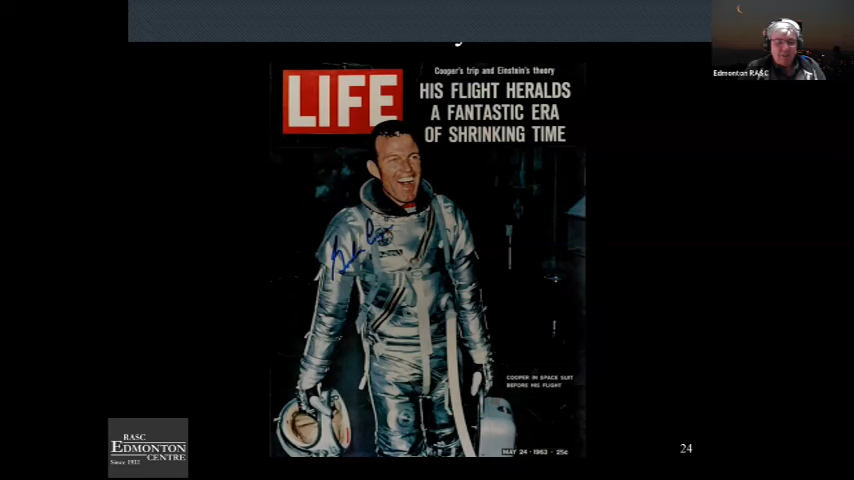 Edmonton RASC
LIFE
Cooper's trip and Einstein's theory
HIS FLIGHT HERALDS
A FANTASTIC ERA
OF SHRINKING TIME
COOPER IN SPACE SUIT
BEFORE HIS FLIGHT
MAY 24 · 1963 · 25¢
RASC
EDMONTON
CENTRE
Since 1932
24